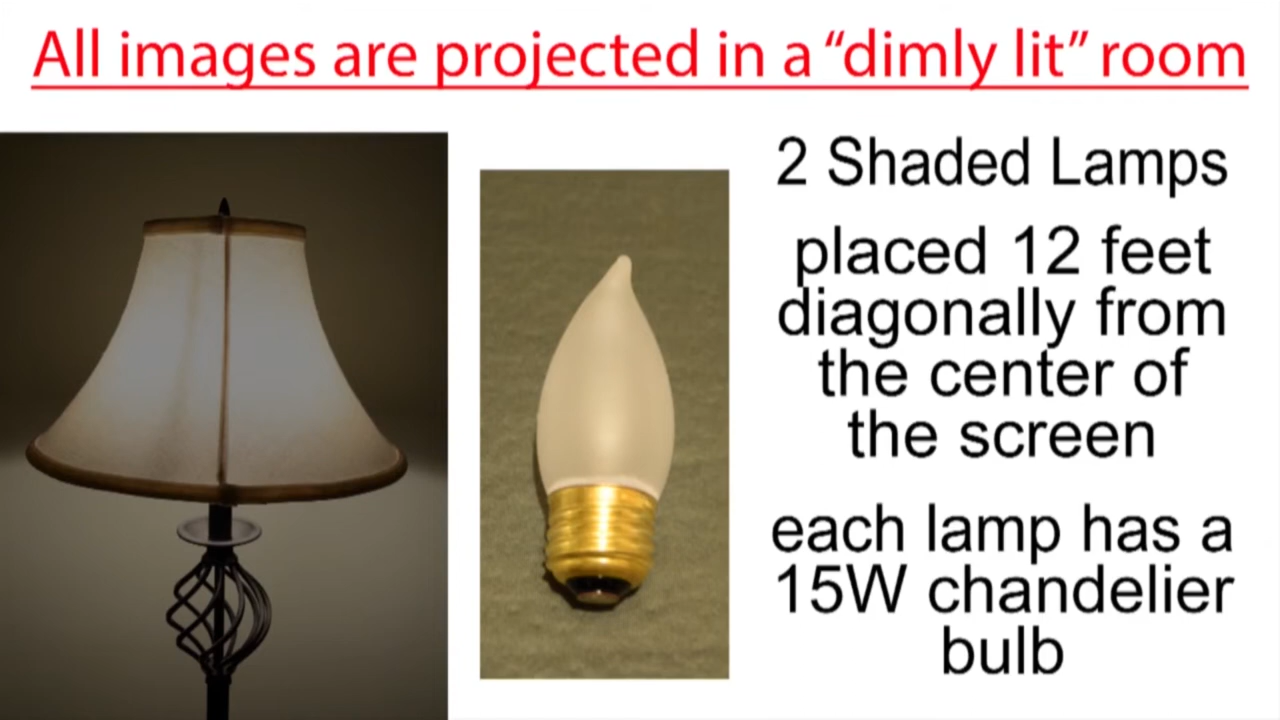 All images are projected in a “dimly lit” room
2 Shaded Lamps
placed 12 feet
diagonally from
the center of
the screen
each lamp has a
15W chandelier
bulb